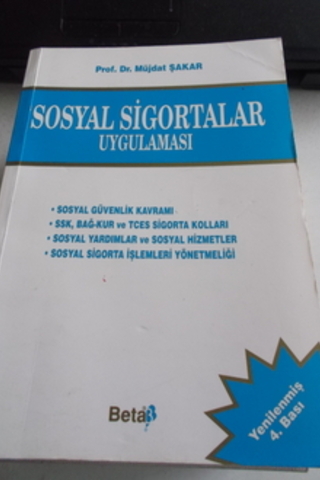 Prof. Dr. Müjdat ŞAKAR
SOSYAL SİGORTALAR
UYGULAMASI
• SOSYAL GÜVENLİK KAVRAMI
• SSK, BAĞ-KUR ve TCES SİGORTA KOLLARI
• SOSYAL YARDIMLAR ve SOSYAL HİZMETLER
• SOSYAL SİGORTA İŞLEMLERİ YÖNETMELİĞİ
Yenilenmiş
4. Bası
Beta